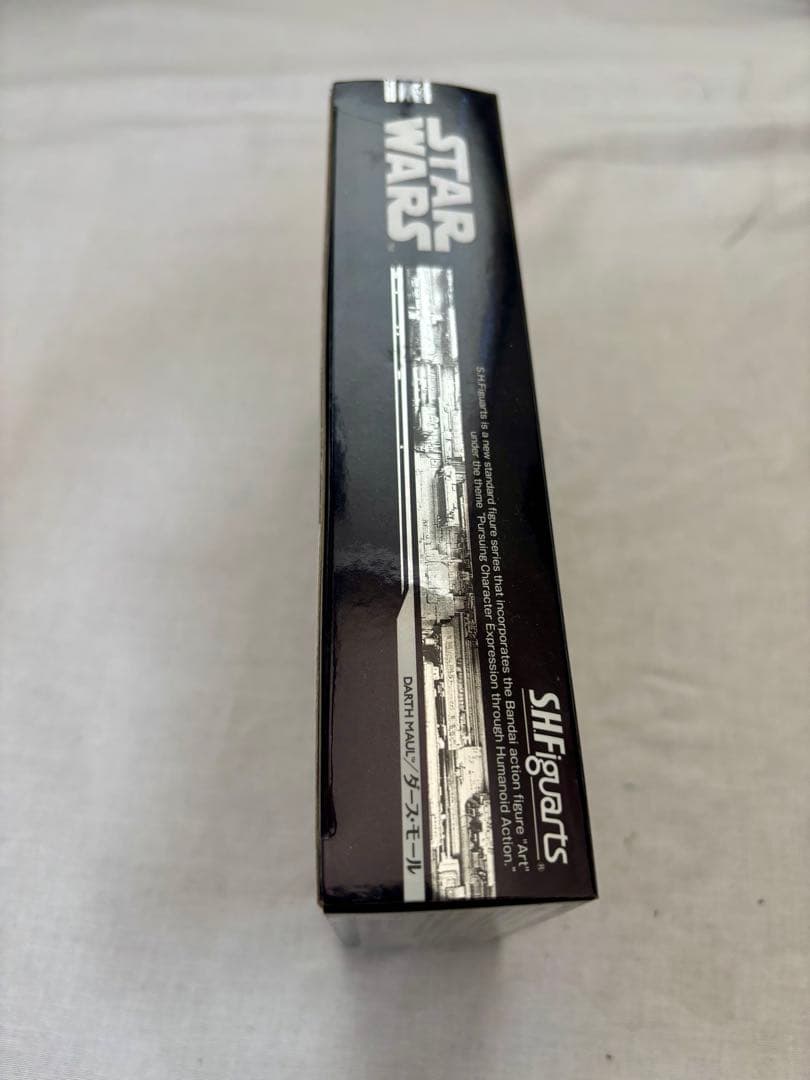 STAR
WARS
S.H.Figuarts is a new standard figure series that incorporates the Bandai action figure "Art"
under the theme "Pursuing Character Expression through Humanoid Action."
S.H.Figuarts
DARTH MAUL™/ダース・モール